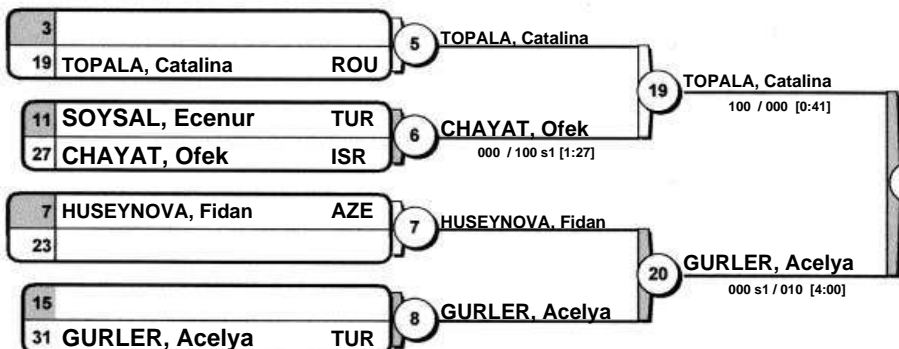 3
19 TOPALA, Catalina ROU
5 TOPALA, Catalina
11 SOYSAL, Ecenur TUR
27 CHAYAT, Ofek ISR
6 CHAYAT, Ofek
000 / 100 s1 [1:27]
19 TOPALA, Catalina
100 / 000 [0:41]
7 HUSEYNOVA, Fidan AZE
23
7 HUSEYNOVA, Fidan
15
31 GURLER, Acelya TUR
8 GURLER, Acelya
20 GURLER, Acelya
000 s1 / 010 [4:00]